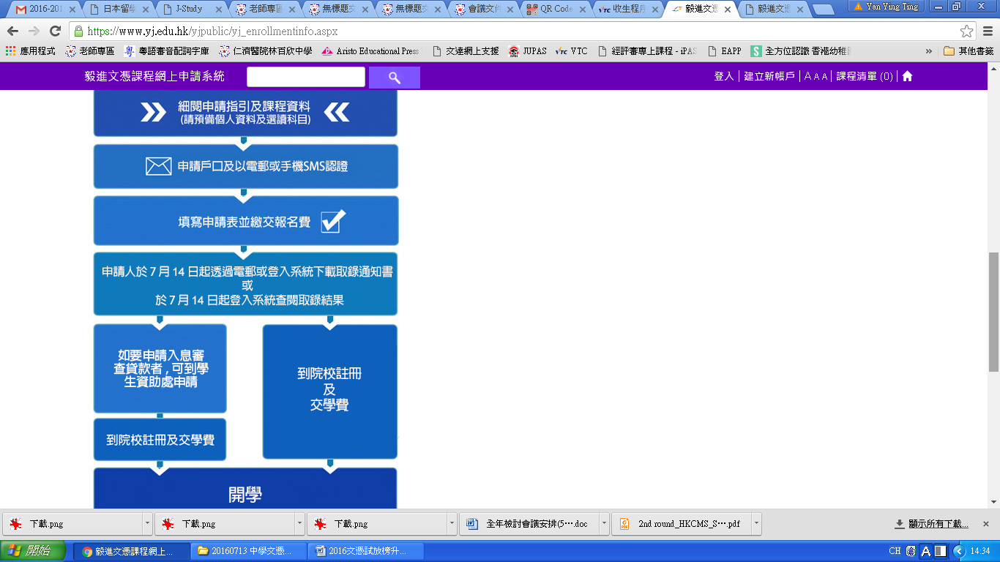 2016-201
日本留學
J-Study
老師專區
無標題文
無標題文
會議文件
QR Code
vTC 收生程序
毅進文憑
毅進文憑
Yan Ying Ting
https://www.yj.edu.hk/yjpublic/yj_enrollmentinfo.aspx
應用程式
老師專區
粵 粵語審音配詞字庫
仁濟醫院林百欣中學
Aristo Educational Press
文達網上支援
JUPAS
vTC VTC
經評審專上課程 - iPAS
EAPP
S 全方位認識 香港幼稚園
»
其他書籤
毅進文憑課程網上申請系統
登入 | 建立新帳戶 | A A A | 課程清單 (0) |
細閱申請指引及課程資料
(請預備個人資料及選讀科目)
申請戶口及以電郵或手機SMS認證
填寫申請表並繳交報名費
申請人於 7 月 14 日起透過電郵或登入系統下載取錄通知書
或
於 7 月 14 日起登入系統查閱取錄結果
如要申請入息審
查貸款者 , 可到學
生資助處申請
到院校註冊
及
交學費
到院校註冊及交學費
開學
下載.png
下載.png
下載.png
全年檢討會議安排(5⋯.doc
2nd round_HKCMS_S⋯.pdf
顯示所有下載...
開始
毅進文憑課程網上...
20160713 中學文憑...
2016文憑試放榜升...
CH
A
14:34